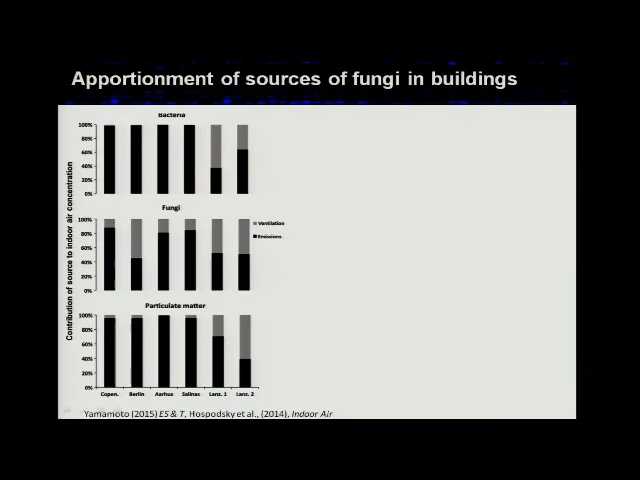 Apportionment of sources of fungi in buildings
Contribution of source to indoor air concentration
Bacteria
100%
80%
60%
40%
20%
0%
Fungi
100%
80%
60%
40%
20%
0%
Ventilation
Emissions
Particulate matter
100%
80%
60%
40%
20%
0%
Copen. Berlin Aarhus Salinas Lanz. 1 Lanz. 2
Yamamoto (2015) ES & T, Hospodsky et al., (2014), Indoor Air